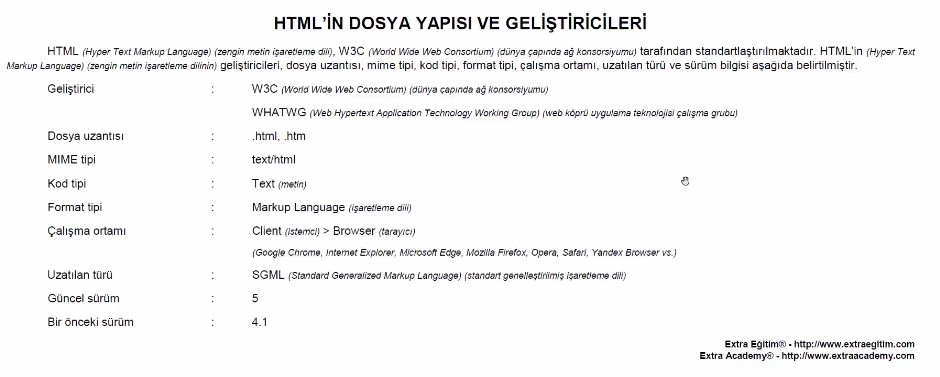 HTML’İN DOSYA YAPISI VE GELİŞTİRİCİLERİ
HTML (Hyper Text Markup Language) (zengin metin işaretleme dili), W3C (World Wide Web Consortium) (dünya çapında ağ konsorsiyumu) tarafından standartlaştırılmaktadır. HTML’in (Hyper Text
Markup Language) (zengin metin işaretleme dilinin) geliştiricileri, dosya uzantısı, mime tipi, kod tipi, format tipi, çalışma ortamı, uzatılan türü ve sürüm bilgisi aşağıda belirtilmiştir.
Geliştirici : W3C (World Wide Web Consortium) (dünya çapında ağ konsorsiyumu)
WHATWG (Web Hypertext Application Technology Working Group) (web köprü uygulama teknolojisi çalışma grubu)
Dosya uzantısı : .html, .htm
MIME tipi : text/html
Kod tipi : Text (metin)
Format tipi : Markup Language (işaretleme dili)
Çalışma ortamı : Client (istemci) > Browser (tarayıcı)
(Google Chrome, Internet Explorer, Microsoft Edge, Mozilla Firefox, Opera, Safari, Yandex Browser vs.)
Uzatılan türü : SGML (Standard Generalized Markup Language) (standart genelleştirilmiş işaretleme dili)
Güncel sürüm : 5
Bir önceki sürüm : 4.1
Extra Eğitim® - http://www.extraegitim.com
Extra Academy® - http://www.extraacademy.com